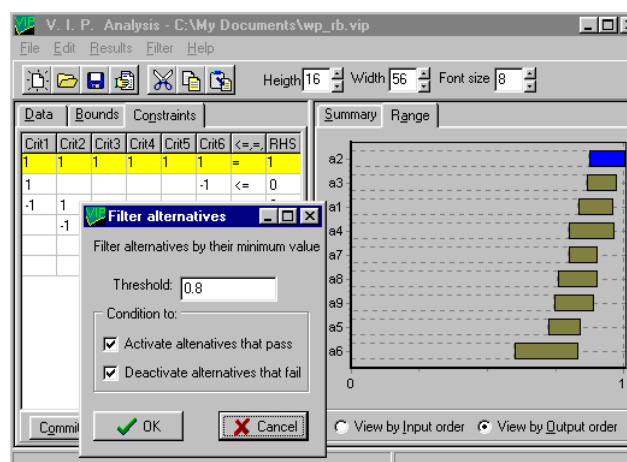 V. I. P. Analysis - C:\My Documents\wp_rb.vip
File Edit Results Filter Help
Heigth 16 Width 56 Font size 8
Data Bounds Constraints
Crit1 Crit2 Crit3 Crit4 Crit5 Crit6 <=,=, RHS
1 1 1 1 1 1 = 1
1 -1 <= 0
-1 1
-1
Filter alternatives
Filter alternatives by their minimum value
Threshold: 0.8
Condition to:
Activate altenatives that pass
Deactivate alternatives that fail
OK Cancel
Summary Range
a2
a3
a1
a4
a7
a8
a9
a5
a6
0 1
View by Input order View by Output order